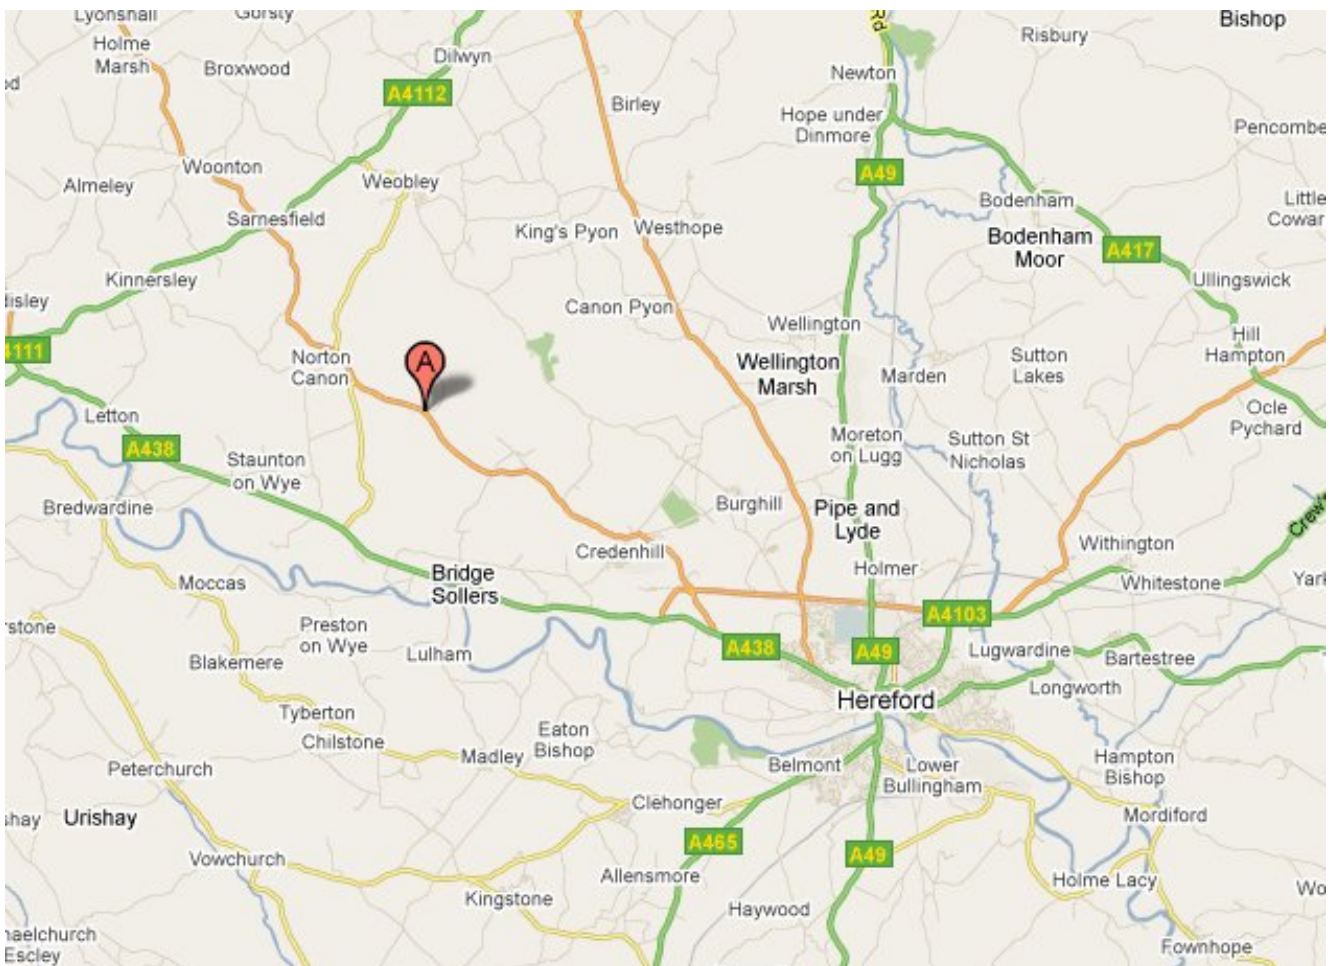 Lyonshall
Gorsty
Bishop
Holme
Marsh
Broxwood
Dilwyn
Risbury
Newton
A4112
Birley
Hope under
Dinmore
Pencombe
Woonton
A49
Almeley
Weobley
Bodenham
Little
Cowar
Sarnesfield
King's Pyon
Westhope
Bodenham
Moor
A417
Kinnersley
Ullingswick
Canon Pyon
Wellington
Hill
Hampton
4111
Norton
Canon
A
Wellington
Marsh
Marden
Sutton
Lakes
Letton
Ocle
Pychard
A438
Moreton
on Lugg
Sutton St
Nicholas
Staunton
on Wye
Bredwardine
Burghill
Pipe and
Lyde
Crew's
Credenhill
Withington
Moccas
Bridge
Sollers
Holmer
Whitestone
A4103
Preston
on Wye
Lulham
A438
A49
Lugwardine
Bartestree
Blakemere
Longworth
Hereford
Tyberton
Chilstone
Eaton
Bishop
Madley
Belmont
Lower
Bullingham
Hampton
Bishop
Peterchurch
Clehonger
Mordiford
Urishay
A465
A49
Vowchurch
Allensmore
Holme Lacy
Kingstone
Haywood
Fownhope
Escley